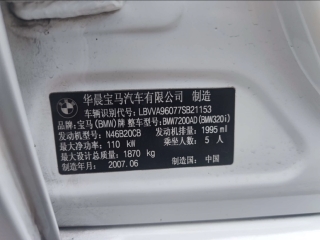 华晨宝马汽车有限公司 制造
车辆识别代号: LBVVA96077SB21153
品牌: 宝马(BMW)牌 整车型号: BMW7200AD(BMW320i)
发动机型号: N46B20CB 发动机排量: 1995 ml
最大净功率: 110 kW 乘坐人数: 5 人
最大设计总质量: 1870 kg
制造年月: 2007.06 制造国: 中国